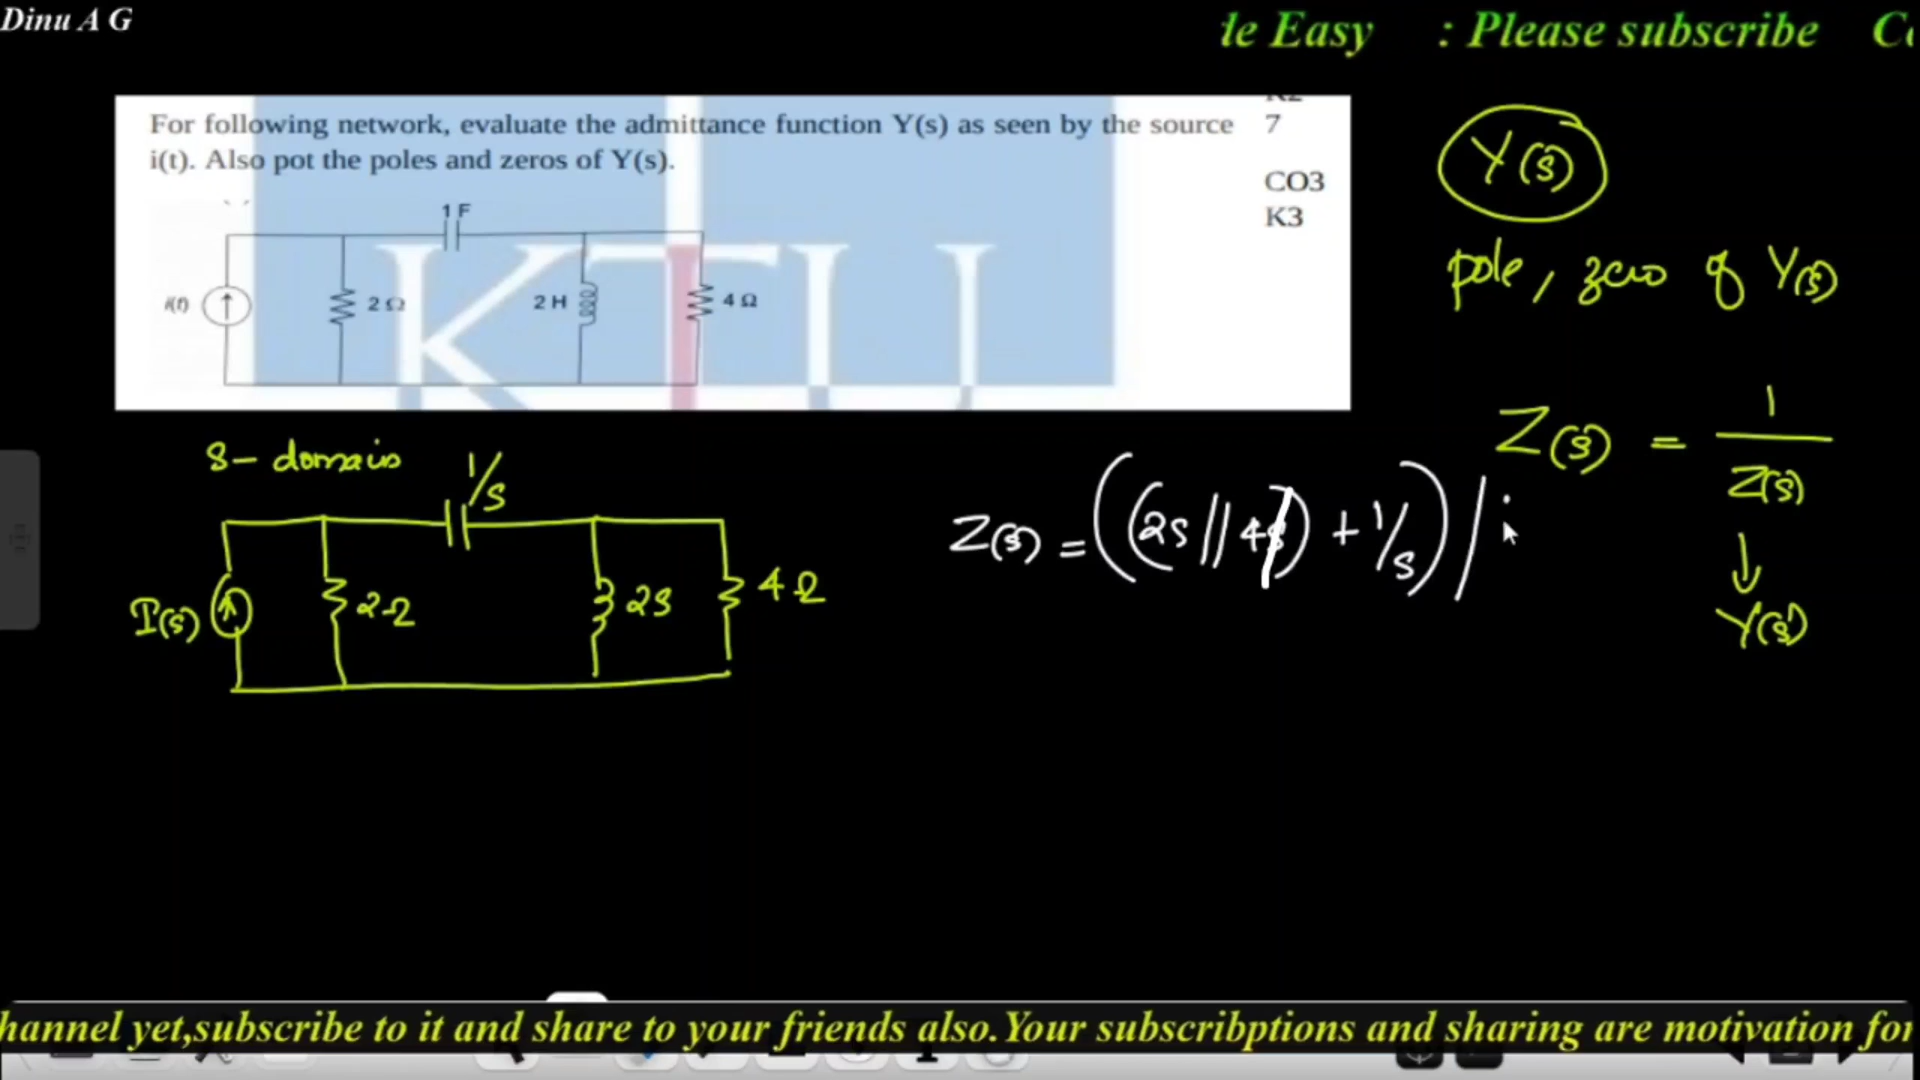 Dinu A G
: Please subscribe
For following network, evaluate the admittance function Y(s) as seen by the source 7
i(t). Also pot the poles and zeros of Y(s).
CO3
K3
1 F
i(t)
2 Ω
2 H
4 Ω
KTU
Y(s)
pole, zero of Y(s)
Z(s) = 1
Z(s)
↓
Y(s)
S- domain
1/s
I(s)
2Ω
2s
4Ω
Z(s) = ((2s || 4) + 1/s) |
hannel yet,subscribe to it and share to your friends also.Your subscribptions and sharing are motivation for